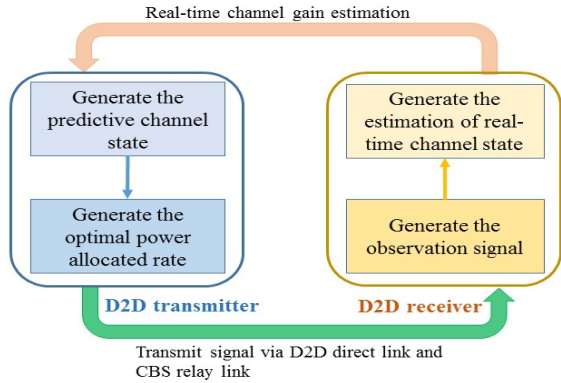 Real-time channel gain estimation
Generate the
predictive channel
state
Generate the
optimal power
allocated rate
D2D transmitter
Generate the
estimation of real-
time channel state
Generate the
observation signal
D2D receiver
Transmit signal via D2D direct link and
CBS relay link